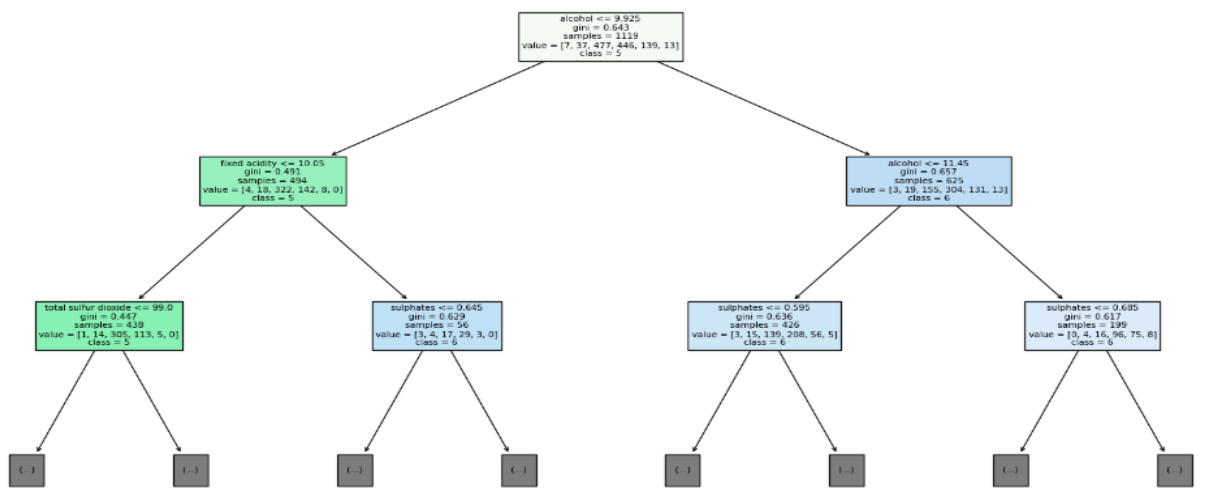 alcohol <= 9.925
gini = 0.643
samples = 1119
value = [7, 37, 477, 446, 139, 13]
class = 5
fixed acidity <= 10.05
gini = 0.491
samples = 494
value = [4, 18, 322, 142, 8, 0]
class = 5
alcohol <= 11.45
gini = 0.657
samples = 625
value = [3, 19, 155, 304, 131, 13]
class = 6
total sulfur dioxide <= 99.0
gini = 0.447
samples = 438
value = [1, 14, 305, 113, 5, 0]
class = 5
sulphates <= 0.645
gini = 0.629
samples = 56
value = [3, 4, 17, 29, 3, 0]
class = 6
sulphates <= 0.595
gini = 0.636
samples = 426
value = [3, 15, 139, 208, 56, 5]
class = 6
sulphates <= 0.685
gini = 0.617
samples = 199
value = [0, 4, 16, 96, 75, 8]
class = 6
(...)
(...)
(...)
(...)
(...)
(...)
(...)
(...)